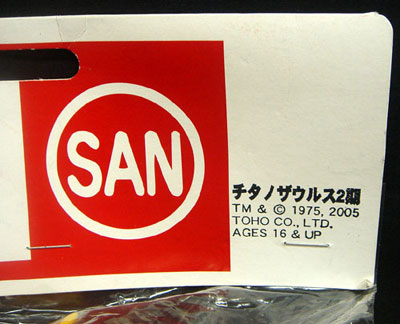 SAN
チタノザウルス2期
TM & © 1975, 2005
TOHO CO., LTD.
AGES 16 & UP